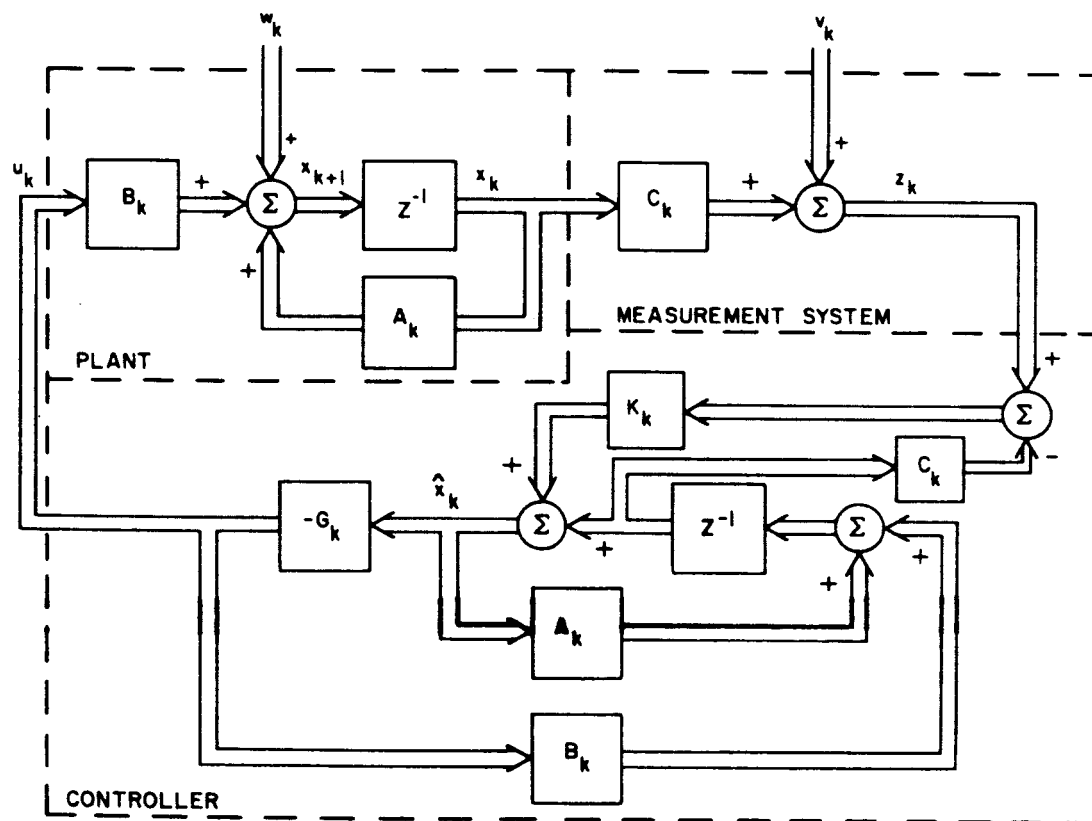 w_k
v_k
u_k
B_k
+
+
Σ
x_{k+1}
Z^{-1}
x_k
C_k
+
+
Σ
z_k
+
A_k
PLANT
MEASUREMENT SYSTEM
+
K_k
Σ
C_k
-
+
x̂_k
-G_k
Σ
+
Z^{-1}
Σ
+
+
A_k
B_k
CONTROLLER